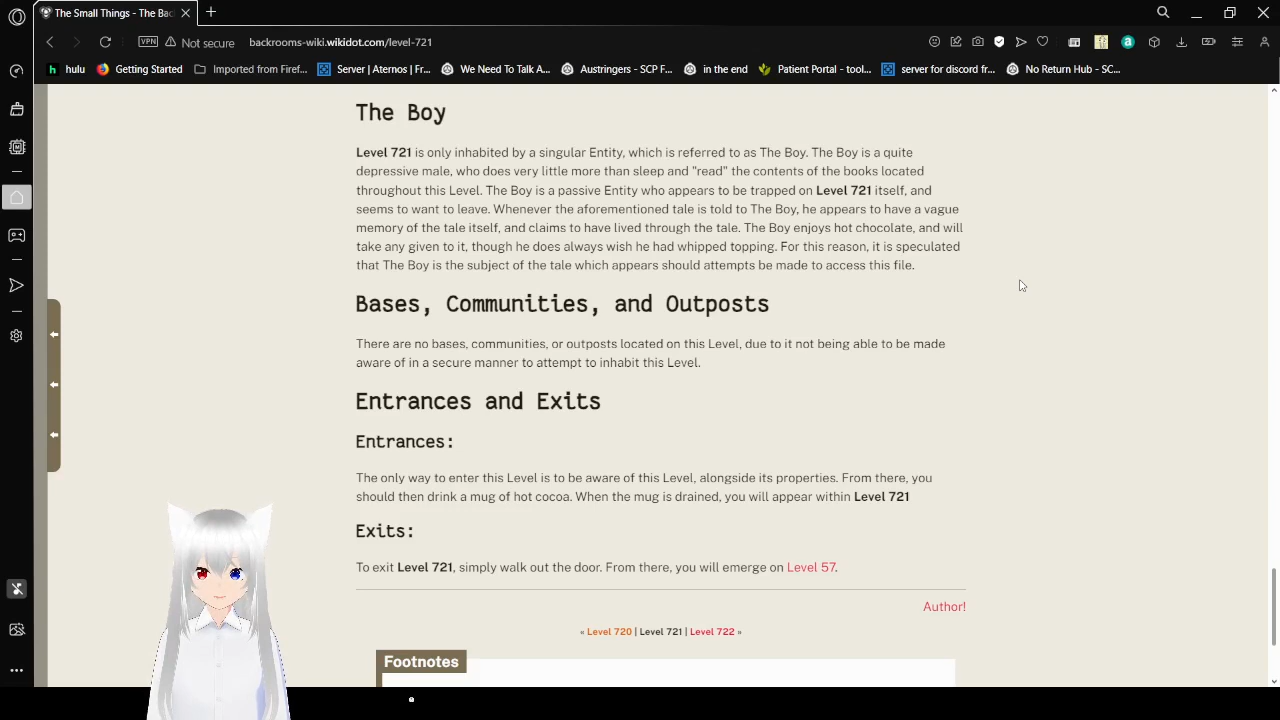 The Small Things - The Bac
VPN Not secure backrooms-wiki.wikidot.com/level-721
hulu Getting Started Imported from Firef... Server | Aternos | Fr... We Need To Talk A... Austringers - SCP F... in the end Patient Portal - tool... server for discord fr... No Return Hub - SC...
The Boy
Level 721 is only inhabited by a singular Entity, which is referred to as The Boy. The Boy is a quite
depressive male, who does very little more than sleep and "read" the contents of the books located
throughout this Level. The Boy is a passive Entity who appears to be trapped on Level 721 itself, and
seems to want to leave. Whenever the aforementioned tale is told to The Boy, he appears to have a vague
memory of the tale itself, and claims to have lived through the tale. The Boy enjoys hot chocolate, and will
take any given to it, though he does always wish he had whipped topping. For this reason, it is speculated
that The Boy is the subject of the tale which appears should attempts be made to access this file.
Bases, Communities, and Outposts
There are no bases, communities, or outposts located on this Level, due to it not being able to be made
aware of in a secure manner to attempt to inhabit this Level.
Entrances and Exits
Entrances:
The only way to enter this Level is to be aware of this Level, alongside its properties. From there, you
should then drink a mug of hot cocoa. When the mug is drained, you will appear within Level 721
Exits:
To exit Level 721, simply walk out the door. From there, you will emerge on Level 57.
Author!
« Level 720 | Level 721 | Level 722 »
Footnotes